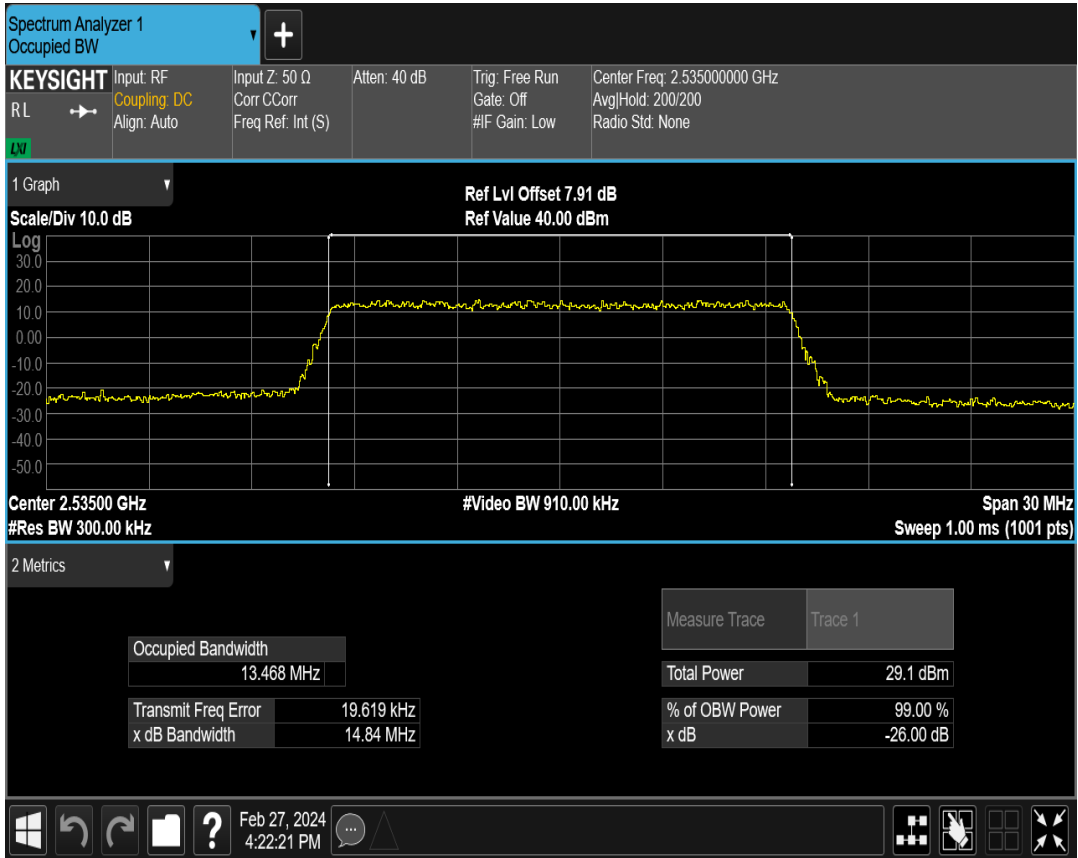 Spectrum Analyzer 1
Occupied BW
KEYSIGHT
R L
LXI
Input: RF
Coupling: DC
Align: Auto
Input Z: 50 Ω
Corr CCorr
Freq Ref: Int (S)
Atten: 40 dB
Trig: Free Run
Gate: Off
#IF Gain: Low
Center Freq: 2.535000000 GHz
Avg|Hold: 200/200
Radio Std: None
1 Graph
Scale/Div 10.0 dB
Ref Lvl Offset 7.91 dB
Ref Value 40.00 dBm
Log
30.0
20.0
10.0
0.00
-10.0
-20.0
-30.0
-40.0
-50.0
Center 2.53500 GHz
#Video BW 910.00 kHz
Span 30 MHz
#Res BW 300.00 kHz
Sweep 1.00 ms (1001 pts)
2 Metrics
Measure Trace Trace 1
Occupied Bandwidth
13.468 MHz
Total Power 29.1 dBm
Transmit Freq Error 19.619 kHz
% of OBW Power 99.00 %
x dB Bandwidth 14.84 MHz
x dB -26.00 dB
?
Feb 27, 2024
4:22:21 PM